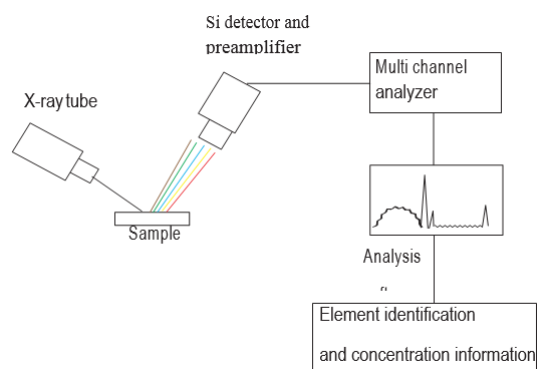 Si detector and
preamplifier
Multi channel
analyzer
X-ray tube
Sample
Analysis
Element identification
and concentration information